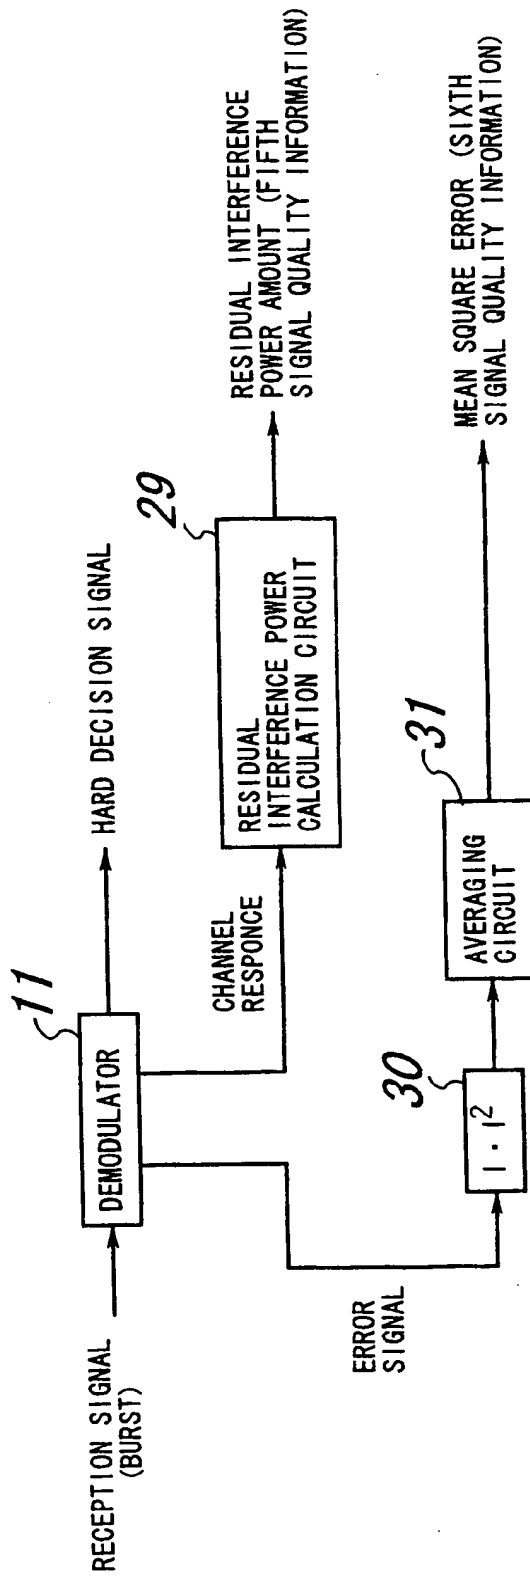 RECEPTION SIGNAL
(BURST)
11
DEMODULATOR
HARD DECISION SIGNAL
CHANNEL
RESPONCE
29
RESIDUAL
INTERFERENCE POWER
CALCULATION CIRCUIT
RESIDUAL INTERFERENCE
POWER AMOUNT (FIFTH
SIGNAL QUALITY INFORMATION)
ERROR
SIGNAL
30
| · |²
31
AVERAGING
CIRCUIT
MEAN SQUARE ERROR (SIXTH
SIGNAL QUALITY INFORMATION)